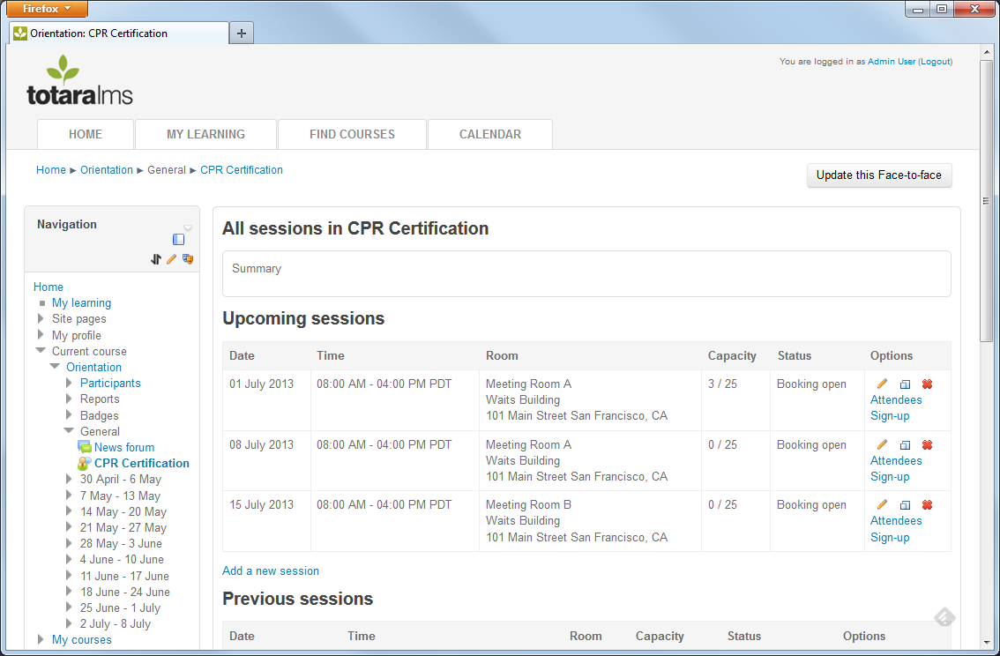 Firefox
Orientation: CPR Certification
You are logged in as Admin User (Logout)
totaralms
HOME MY LEARNING FIND COURSES CALENDAR
Home ► Orientation ► General ► CPR Certification
Update this Face-to-face
Navigation
Home
My learning
Site pages
My profile
Current course
Orientation
Participants
Reports
Badges
General
News forum
CPR Certification
30 April - 6 May
7 May - 13 May
14 May - 20 May
21 May - 27 May
28 May - 3 June
4 June - 10 June
11 June - 17 June
18 June - 24 June
25 June - 1 July
2 July - 8 July
My courses
All sessions in CPR Certification
Summary
Upcoming sessions
Date Time Room Capacity Status Options
01 July 2013 08:00 AM - 04:00 PM PDT Meeting Room A 3 / 25 Booking open
Waits Building Attendees
101 Main Street San Francisco, CA Sign-up
08 July 2013 08:00 AM - 04:00 PM PDT Meeting Room A 0 / 25 Booking open
Waits Building Attendees
101 Main Street San Francisco, CA Sign-up
15 July 2013 08:00 AM - 04:00 PM PDT Meeting Room B 0 / 25 Booking open
Waits Building Attendees
101 Main Street San Francisco, CA Sign-up
Add a new session
Previous sessions
Date Time Room Capacity Status Options